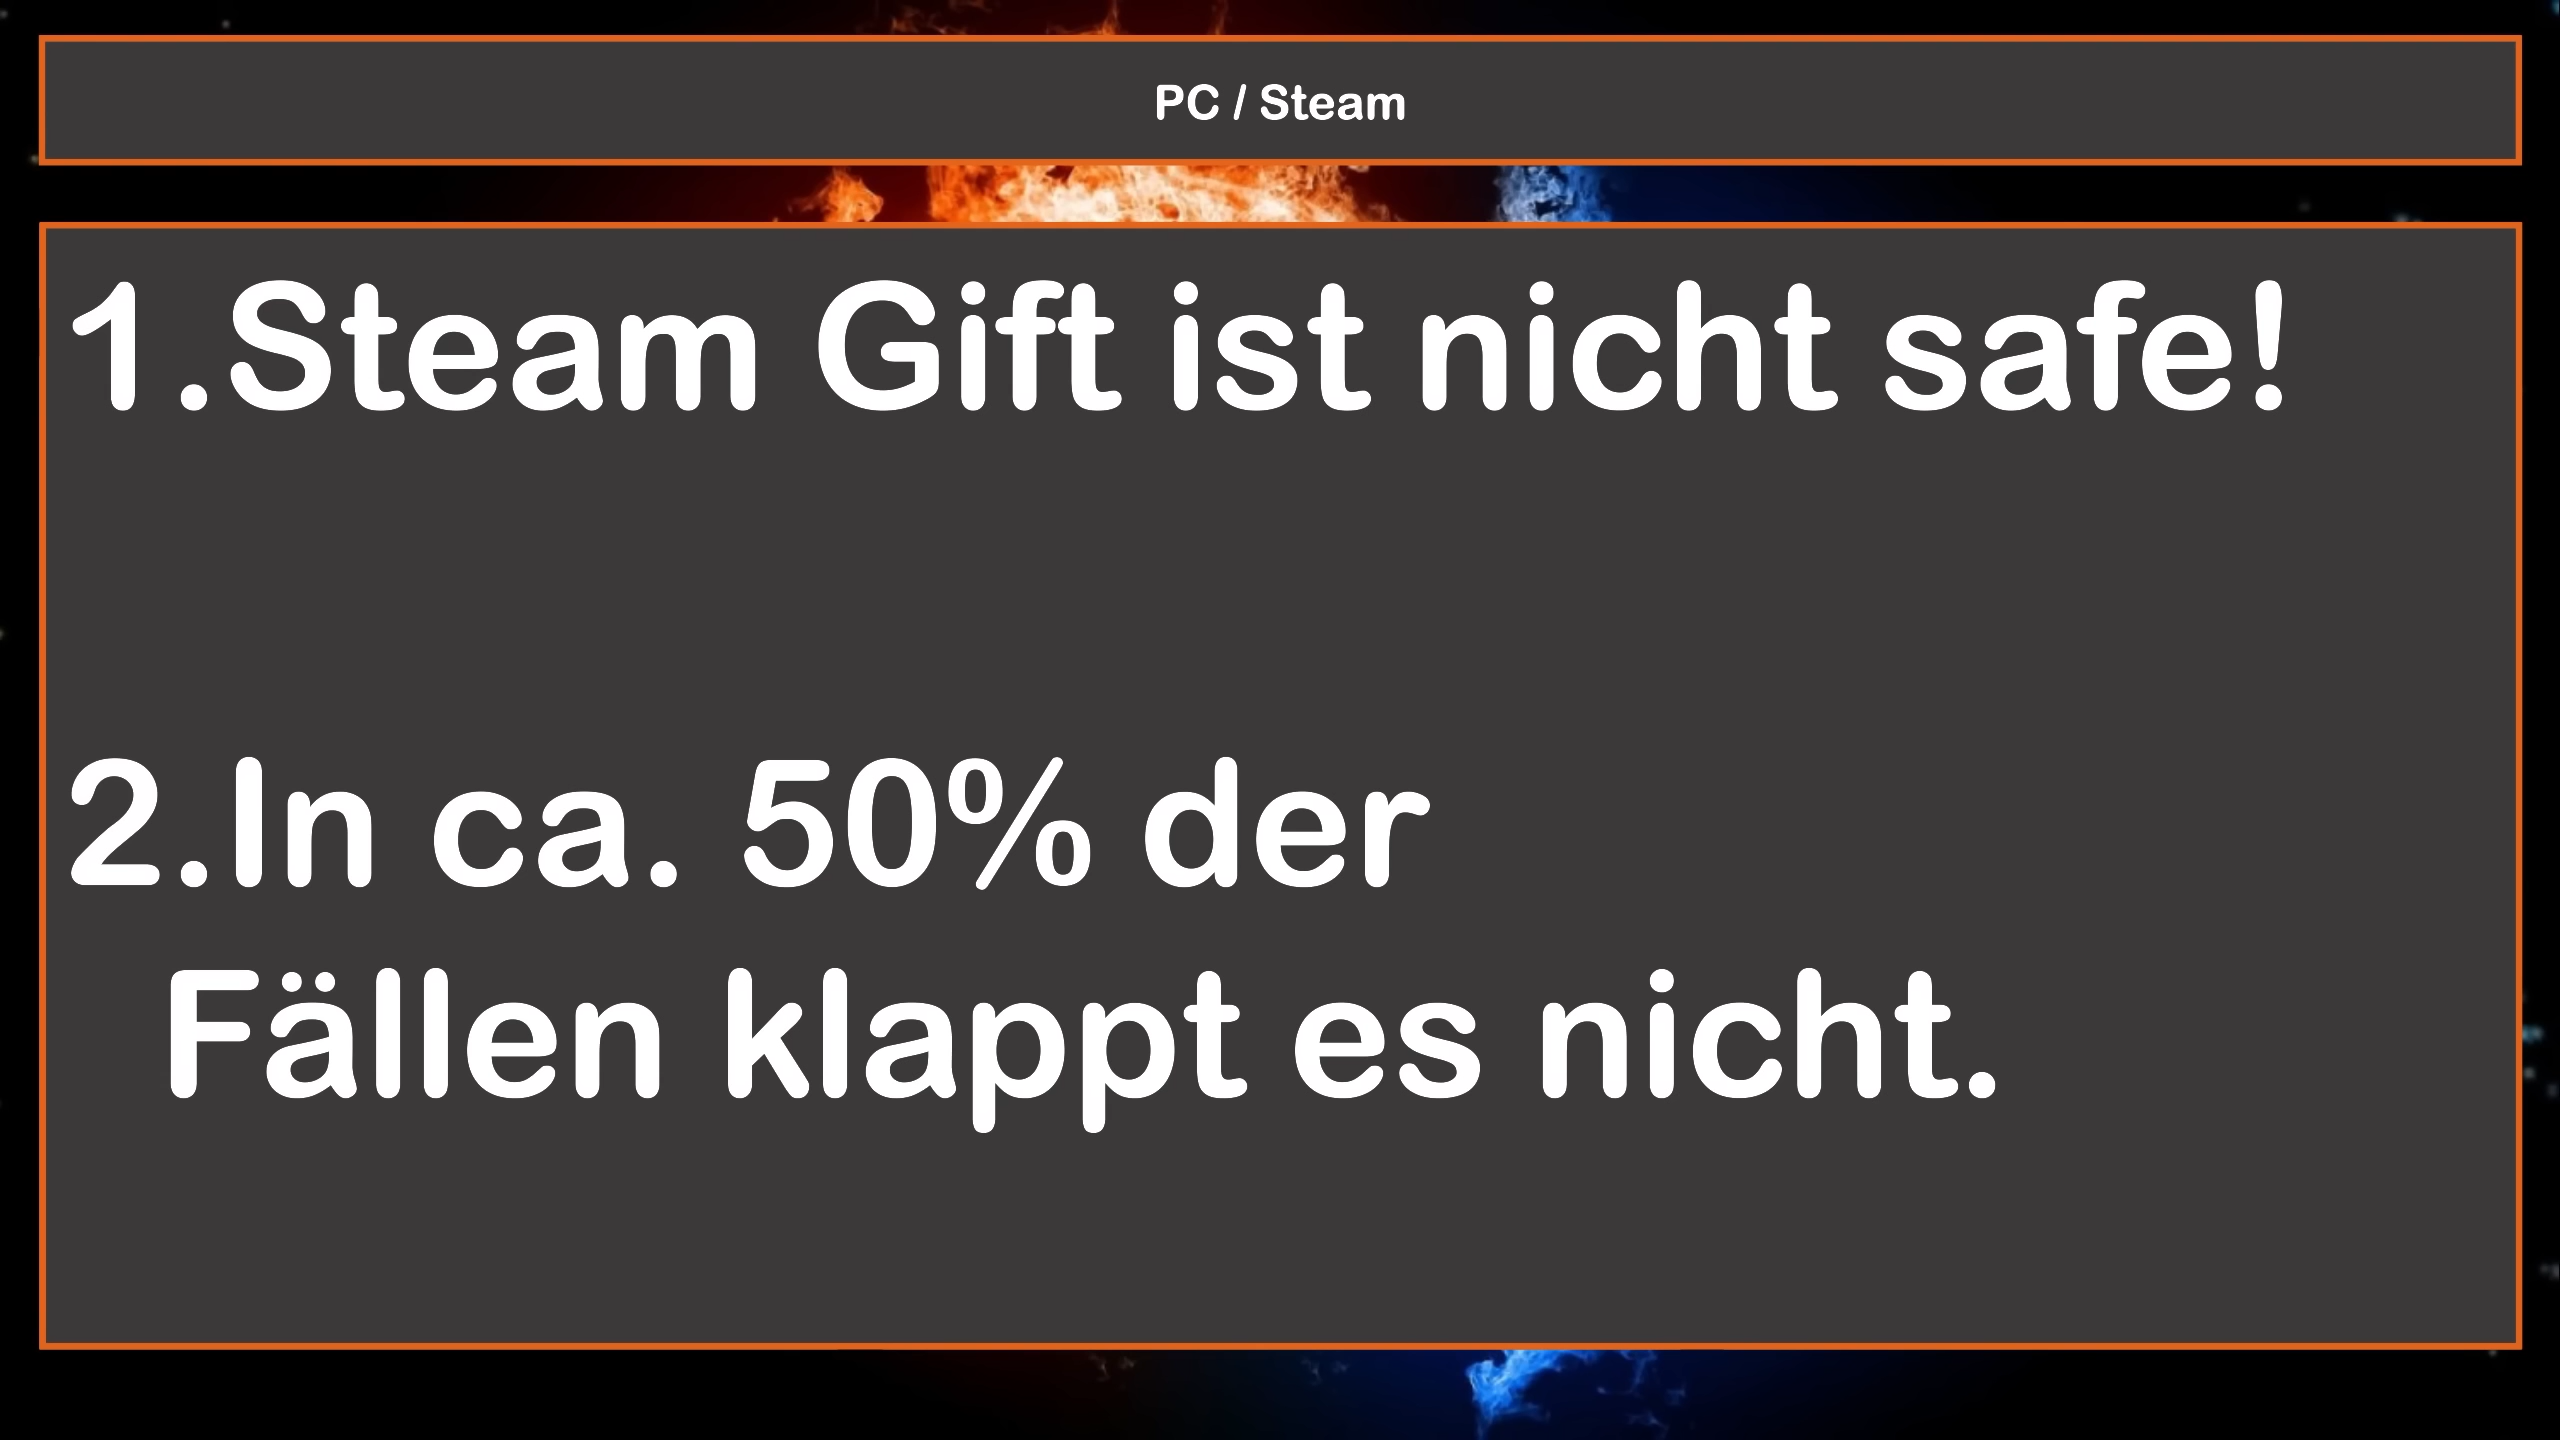 PC / Steam
1.Steam Gift ist nicht safe!
2.In ca. 50% der
Fällen klappt es nicht.